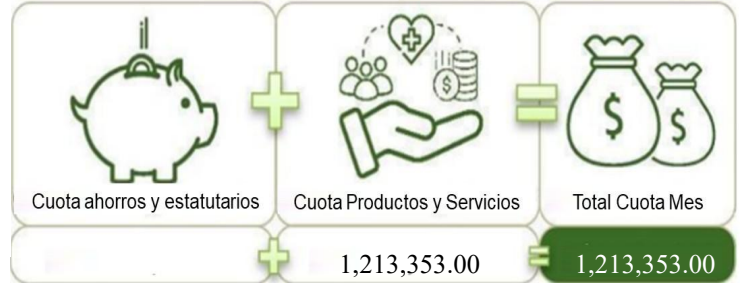 $
$ $
Cuota ahorros y estatutarios Cuota Productos y Servicios Total Cuota Mes
1,213,353.00 1,213,353.00